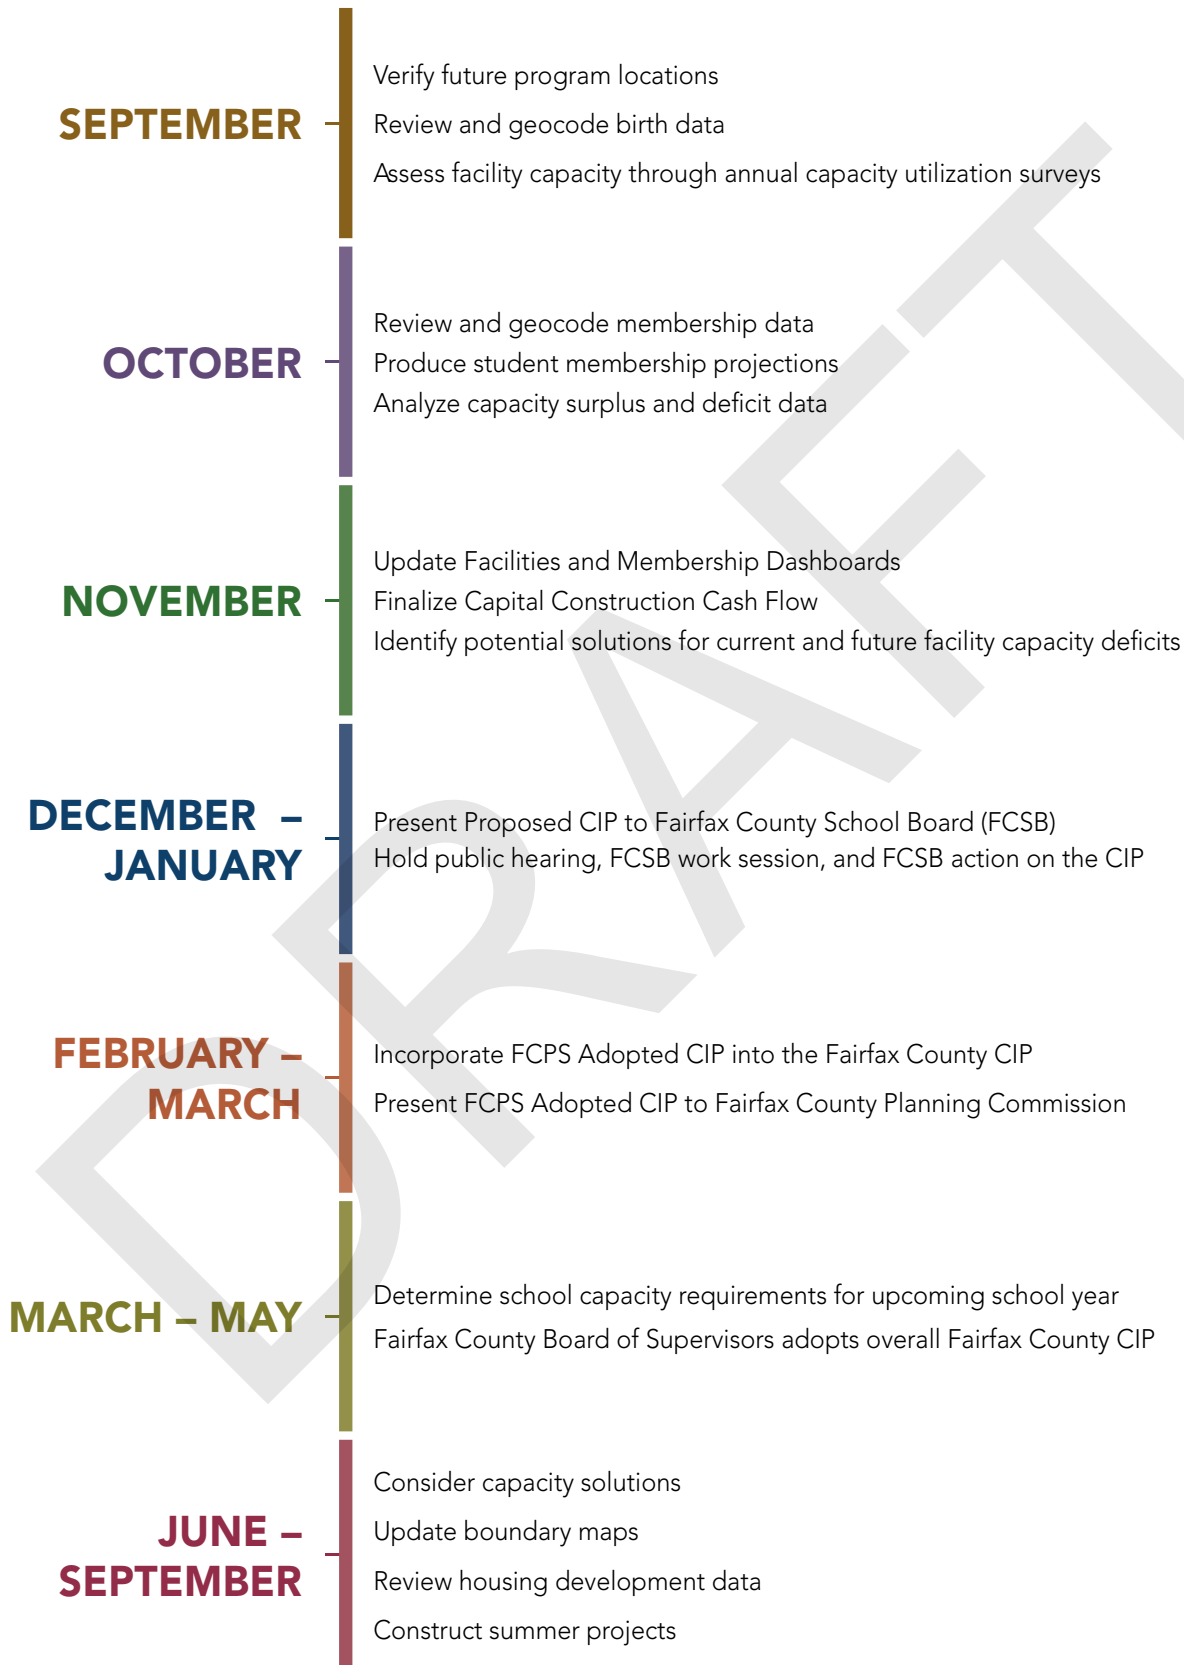 SEPTEMBER
Verify future program locations
Review and geocode birth data
Assess facility capacity through annual capacity utilization surveys
OCTOBER
Review and geocode membership data
Produce student membership projections
Analyze capacity surplus and deficit data
NOVEMBER
Update Facilities and Membership Dashboards
Finalize Capital Construction Cash Flow
Identify potential solutions for current and future facility capacity deficits
DECEMBER –
JANUARY
Present Proposed CIP to Fairfax County School Board (FCSB)
Hold public hearing, FCSB work session, and FCSB action on the CIP
FEBRUARY –
MARCH
Incorporate FCPS Adopted CIP into the Fairfax County CIP
Present FCPS Adopted CIP to Fairfax County Planning Commission
MARCH – MAY
Determine school capacity requirements for upcoming school year
Fairfax County Board of Supervisors adopts overall Fairfax County CIP
JUNE –
SEPTEMBER
Consider capacity solutions
Update boundary maps
Review housing development data
Construct summer projects
DRAFT